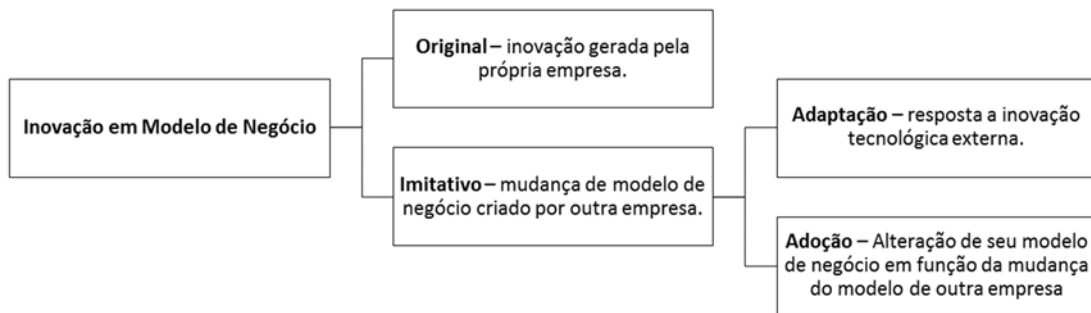 Inovação em Modelo de Negócio
Original – inovação gerada pela
própria empresa.
Imitativo – mudança de modelo de
negócio criado por outra empresa.
Adaptação – resposta a inovação
tecnológica externa.
Adoção – Alteração de seu modelo
de negócio em função da mudança
do modelo de outra empresa